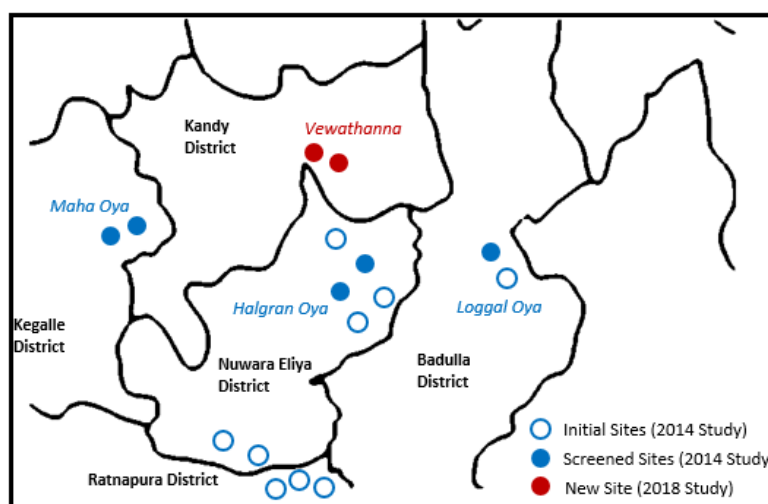 Kandy
District
Vewathanna
Maha Oya
Halgran Oya
Loggal Oya
Kegalle
District
Nuwara Eliya
District
Badulla
District
Ratnapura District
Initial Sites (2014 Study)
Screened Sites (2014 Study
New Site (2018 Study)